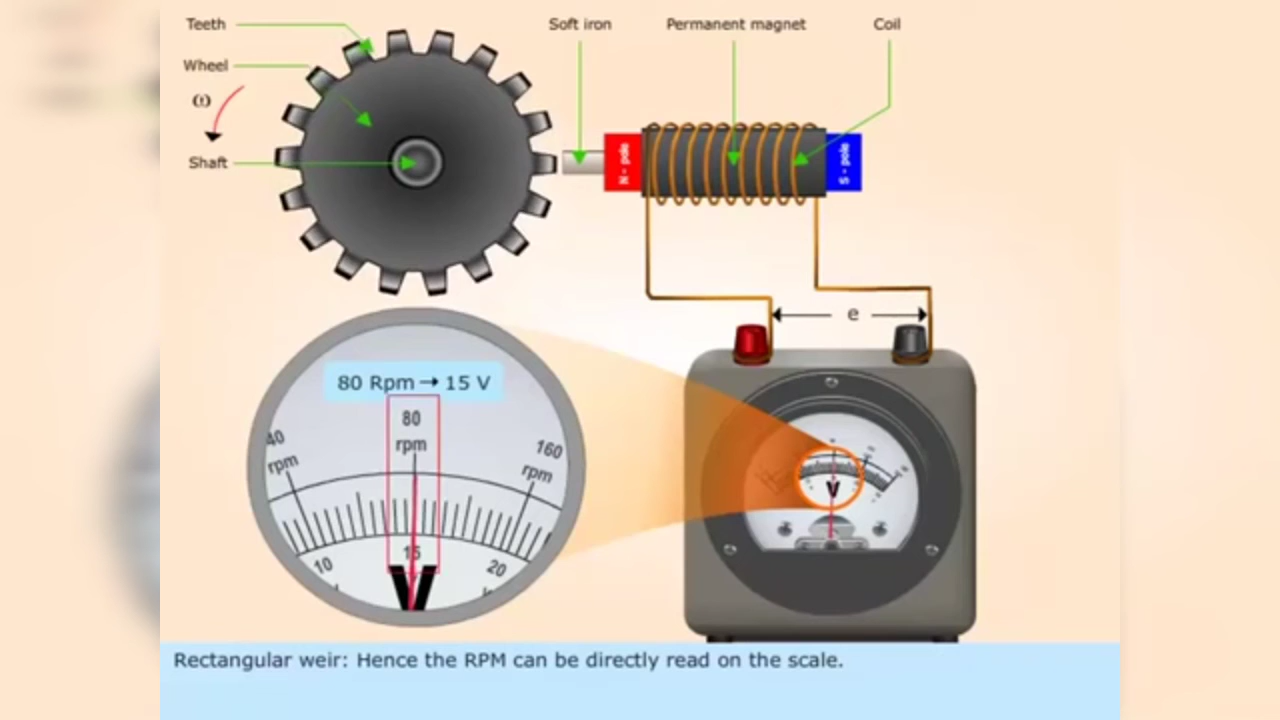 Teeth
Soft iron
Permanent magnet
Coil
Wheel
ω
Shaft
N - pole
S - pole
e
80 Rpm → 15 V
80
rpm
40
rpm
160
rpm
10
15
20
V
V
Rectangular weir: Hence the RPM can be directly read on the scale.